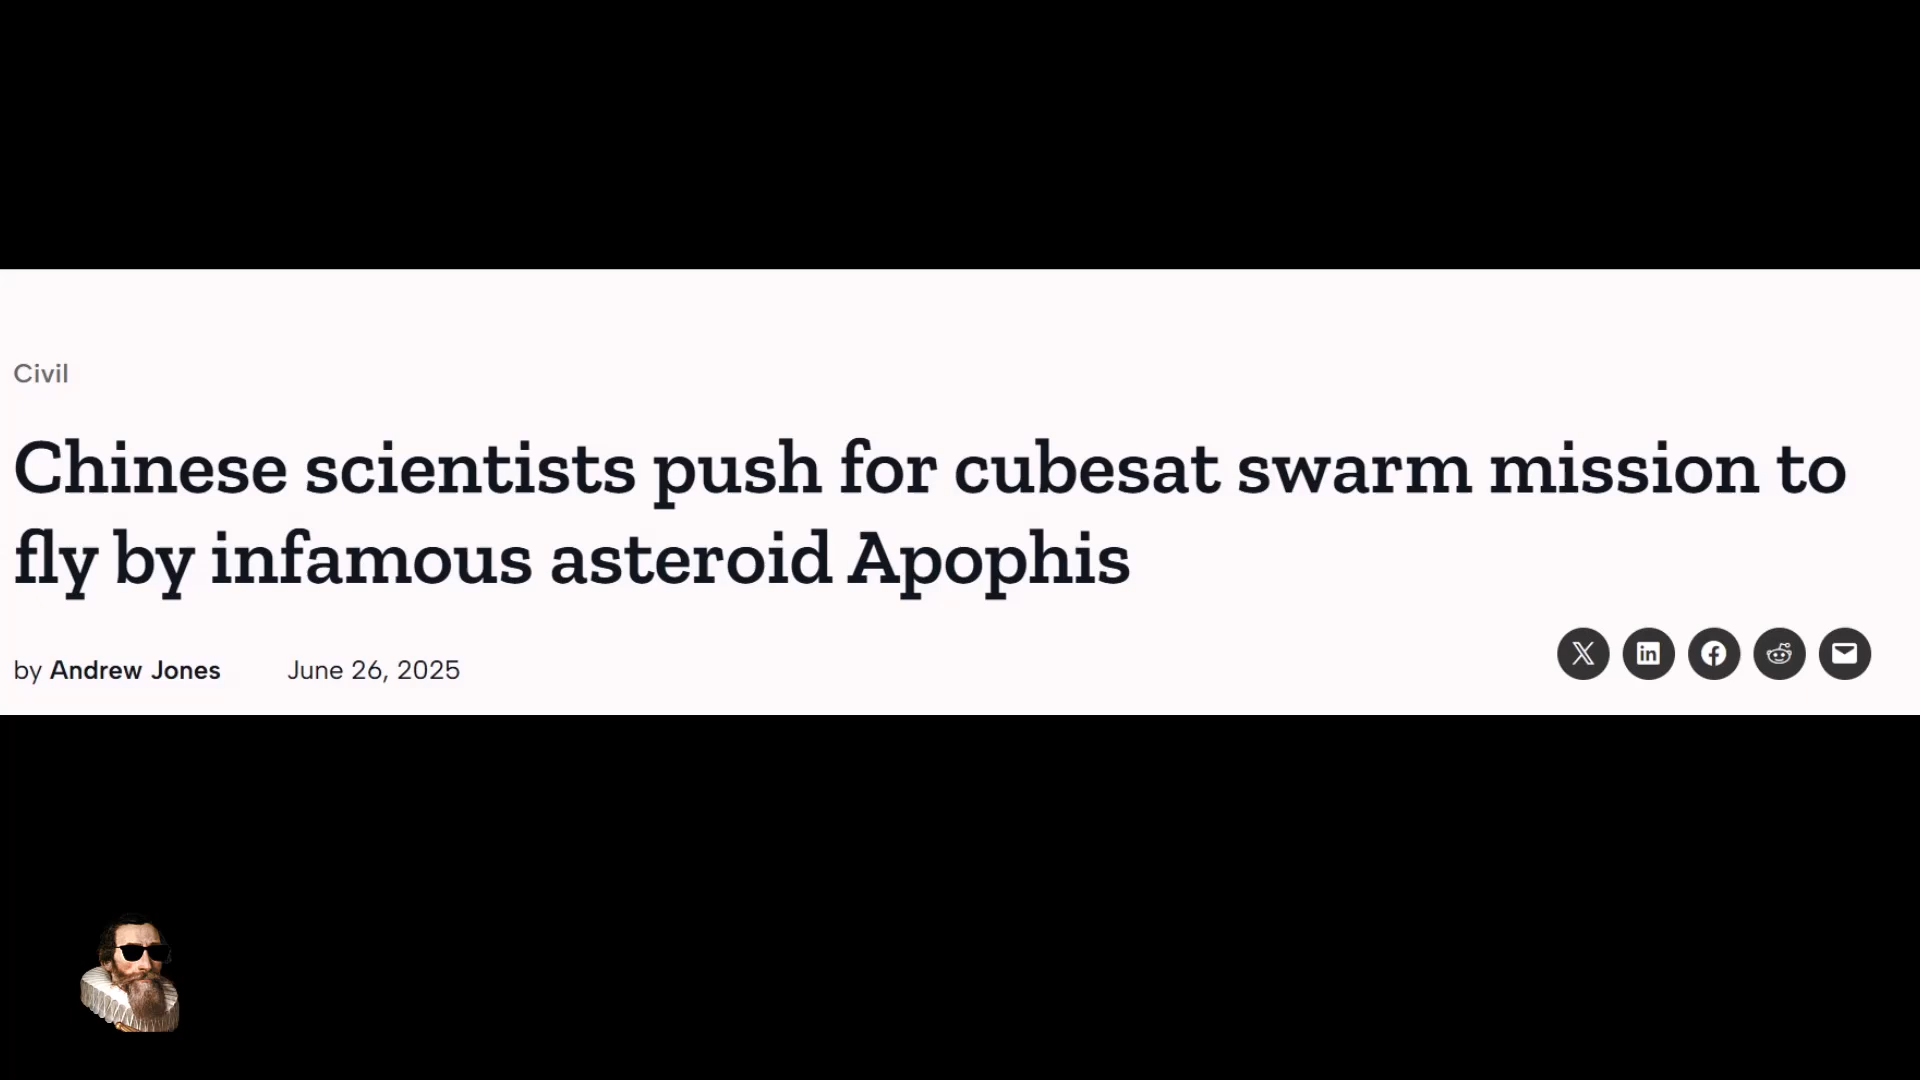 Civil
Chinese scientists push for cubesat swarm mission to
fly by infamous asteroid Apophis
by Andrew Jones June 26, 2025